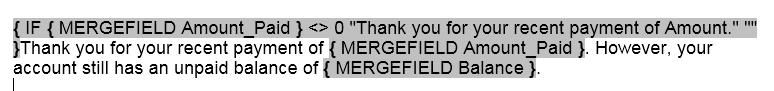 { IF { MERGEFIELD Amount_Paid } <> 0 "Thank you for your recent payment of Amount." ""
}Thank you for your recent payment of { MERGEFIELD Amount_Paid }. However, your
account still has an unpaid balance of { MERGEFIELD Balance }.